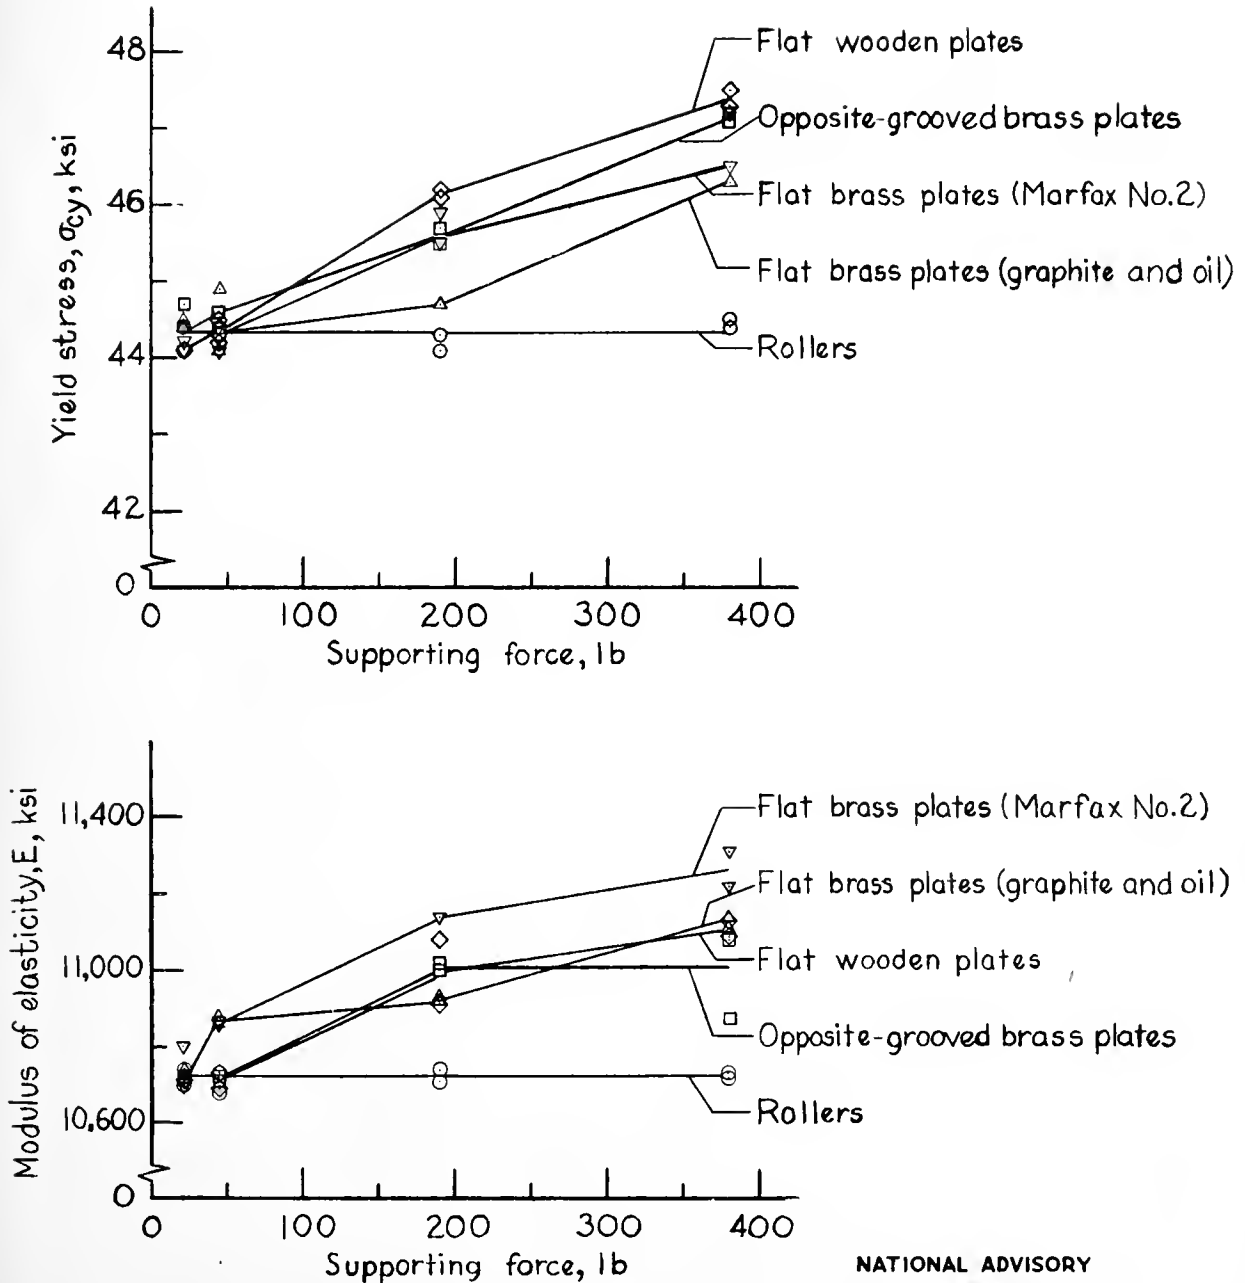 48
46
44
42
0
Yield stress, σcy, ksi
Flat wooden plates
Opposite-grooved brass plates
Flat brass plates (Marfax No.2)
Flat brass plates (graphite and oil)
Rollers
0 100 200 300 400
Supporting force, lb
11,400
11,000
10,600
0
Modulus of elasticity, E, ksi
Flat brass plates (Marfax No.2)
Flat brass plates (graphite and oil)
Flat wooden plates
Opposite-grooved brass plates
Rollers
0 100 200 300 400
Supporting force, lb
NATIONAL ADVISORY